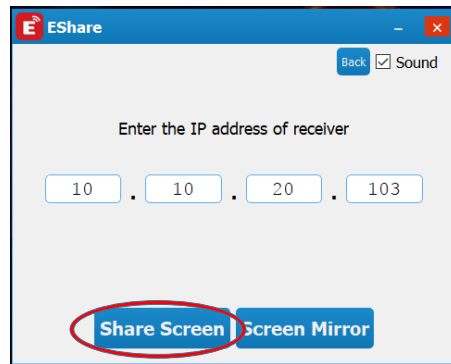 E EShare
Back Sound
Enter the IP address of receiver
10 . 10 . 20 . 103
Share Screen Screen Mirror